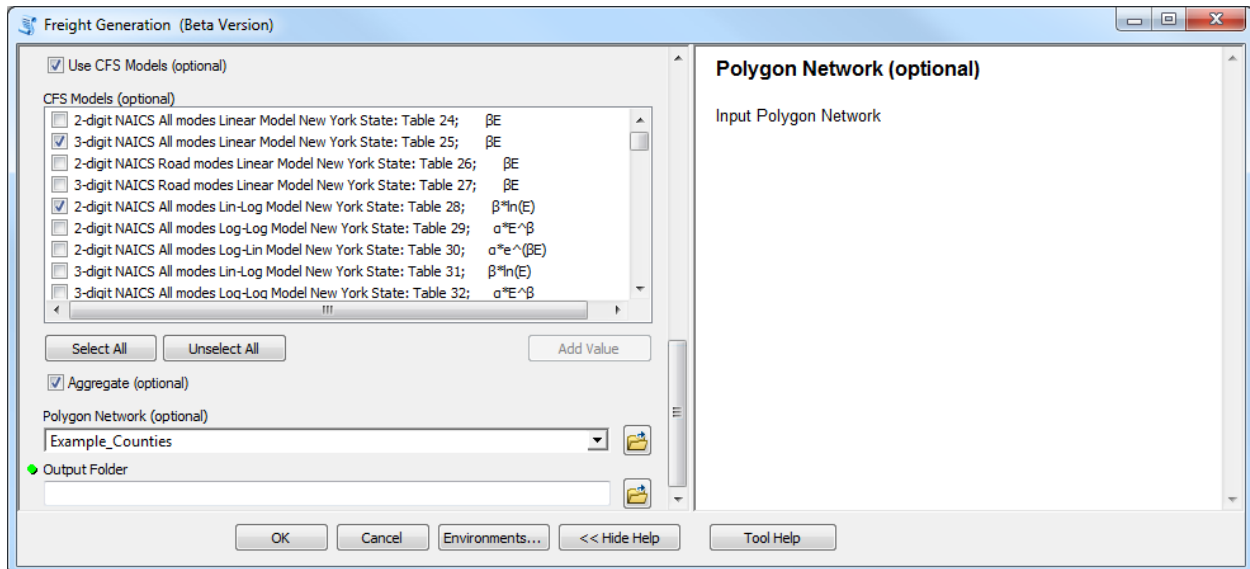 Freight Generation (Beta Version)
Use CFS Models (optional)
CFS Models (optional)
2-digit NAICS All modes Linear Model New York State: Table 24; βE
3-digit NAICS All modes Linear Model New York State: Table 25; βE
2-digit NAICS Road modes Linear Model New York State: Table 26; βE
3-digit NAICS Road modes Linear Model New York State: Table 27; βE
2-digit NAICS All modes Lin-Log Model New York State: Table 28; β*ln(E)
2-digit NAICS All modes Log-Log Model New York State: Table 29; α*E^β
2-digit NAICS All modes Log-Lin Model New York State: Table 30; α*e^(βE)
3-digit NAICS All modes Lin-Log Model New York State: Table 31; β*ln(E)
3-digit NAICS All modes Log-Log Model New York State: Table 32; α*E^β
Select All
Unselect All
Add Value
Aggregate (optional)
Polygon Network (optional)
Example_Counties
Output Folder
OK
Cancel
Environments...
<< Hide Help
Tool Help
Polygon Network (optional)
Input Polygon Network